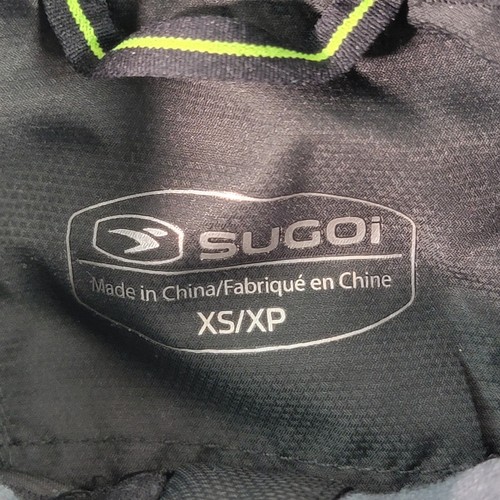 SUGOi
Made in China/Fabriqué en Chine
XS/XP